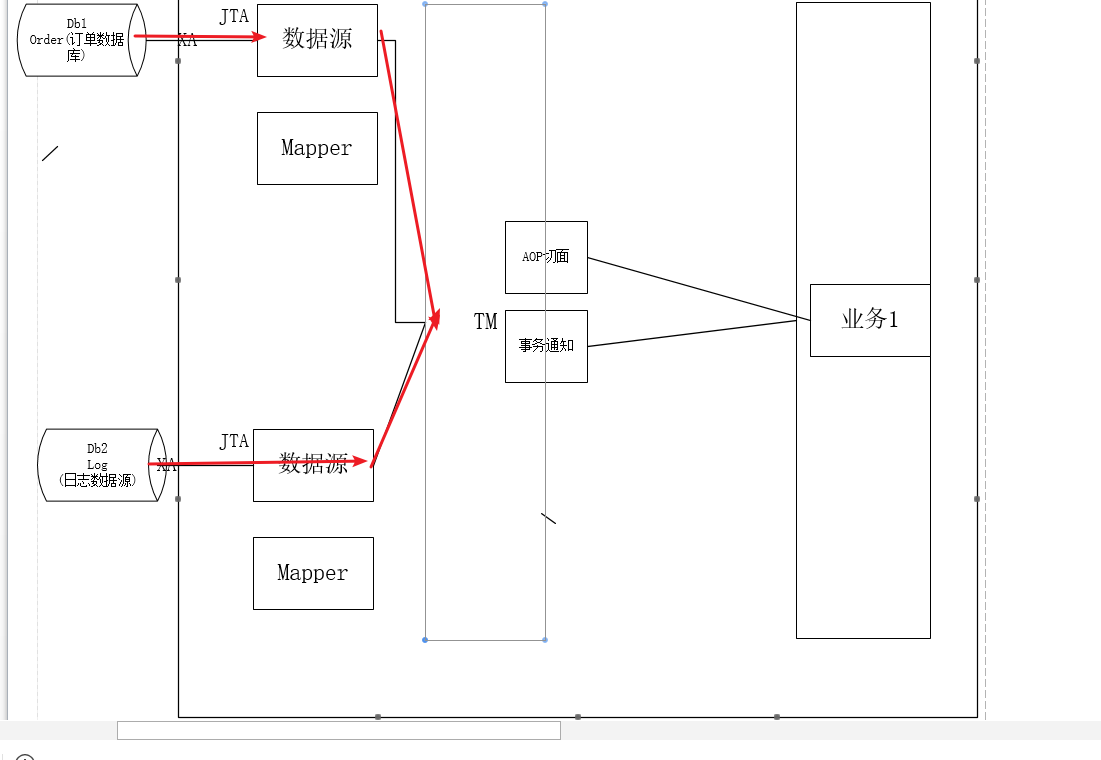 Db1
Order(订单数据
库)
XA
JTA
数据源
Mapper
AOP切面
TM
事务通知
业务1
Db2
Log
(日志数据源)
XA
JTA
数据源
Mapper